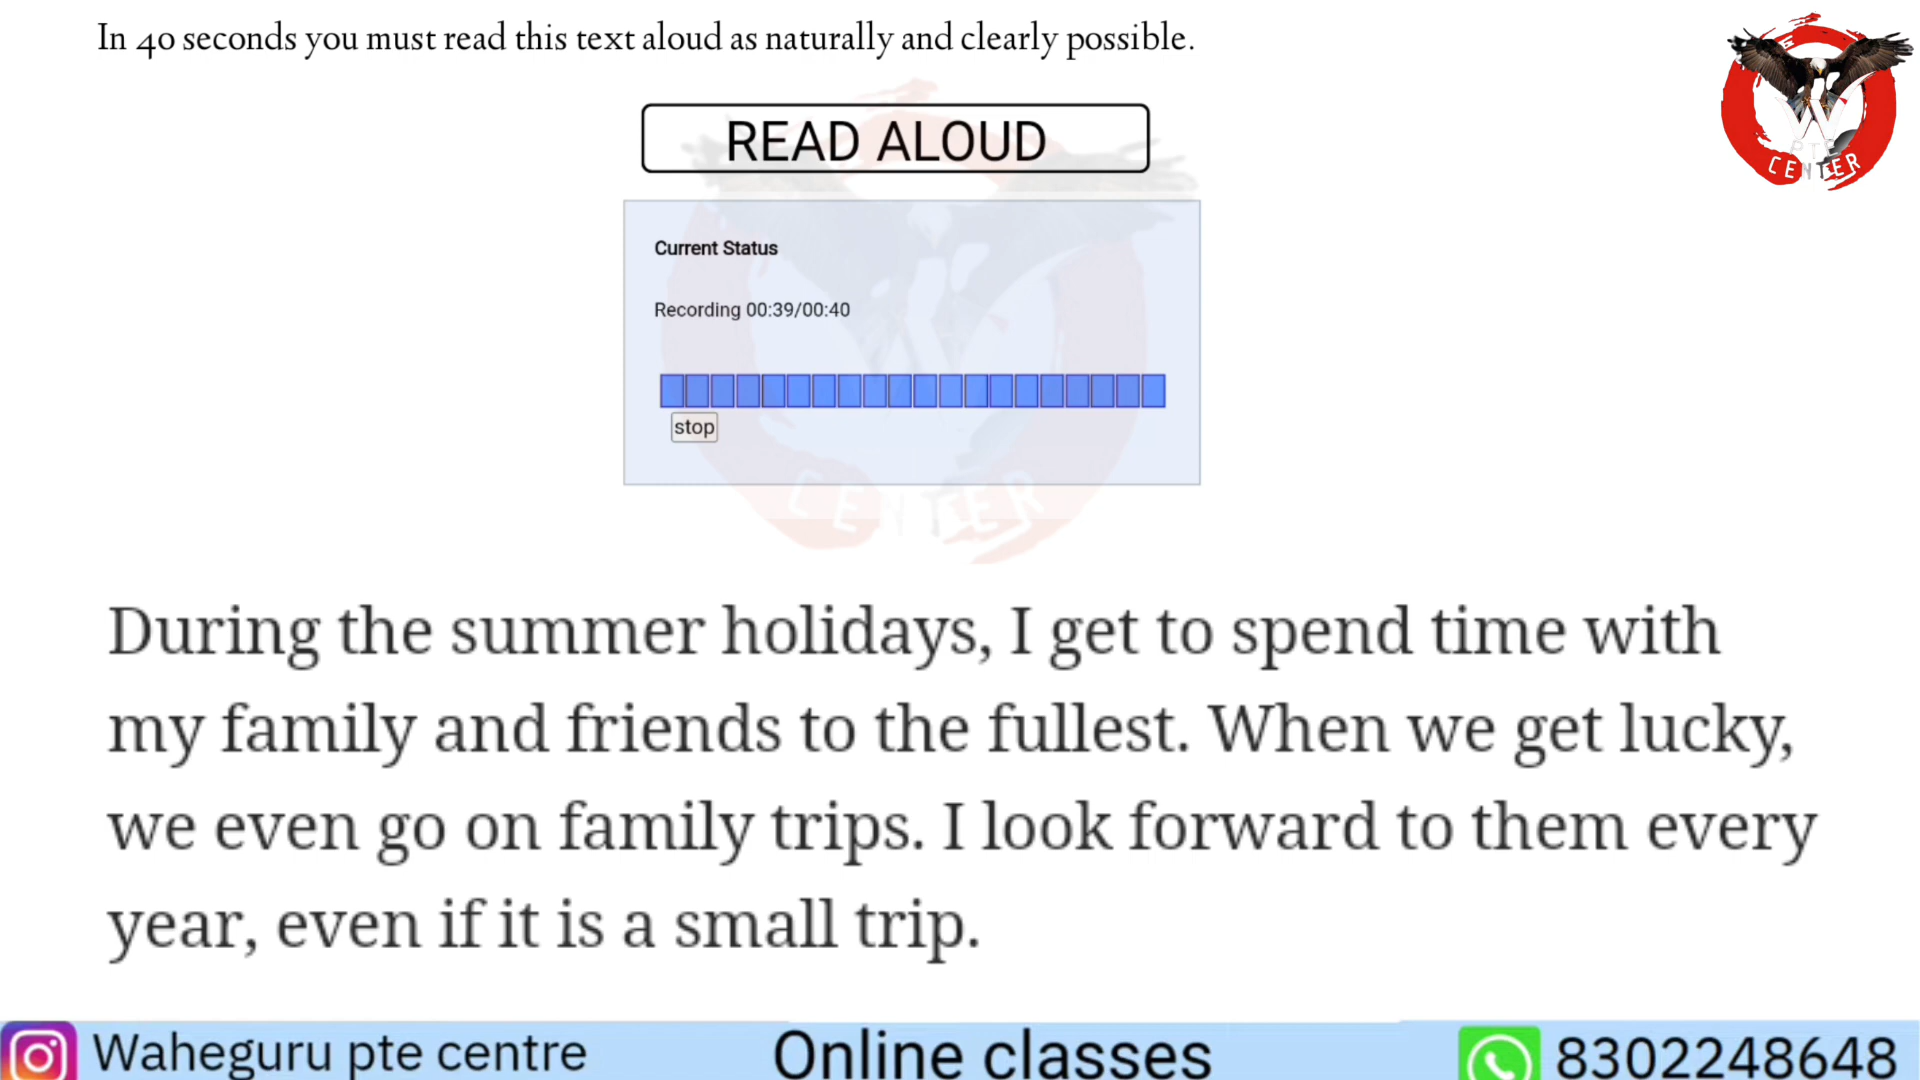 In 40 seconds you must read this text aloud as naturally and clearly possible.
READ ALOUD
Current Status
Recording 00:39/00:40
stop
CENTER
During the summer holidays, I get to spend time with
my family and friends to the fullest. When we get lucky,
we even go on family trips. I look forward to them every
year, even if it is a small trip.
W
PTE
CENTER
Waheguru pte centre
Online classes
8302248648